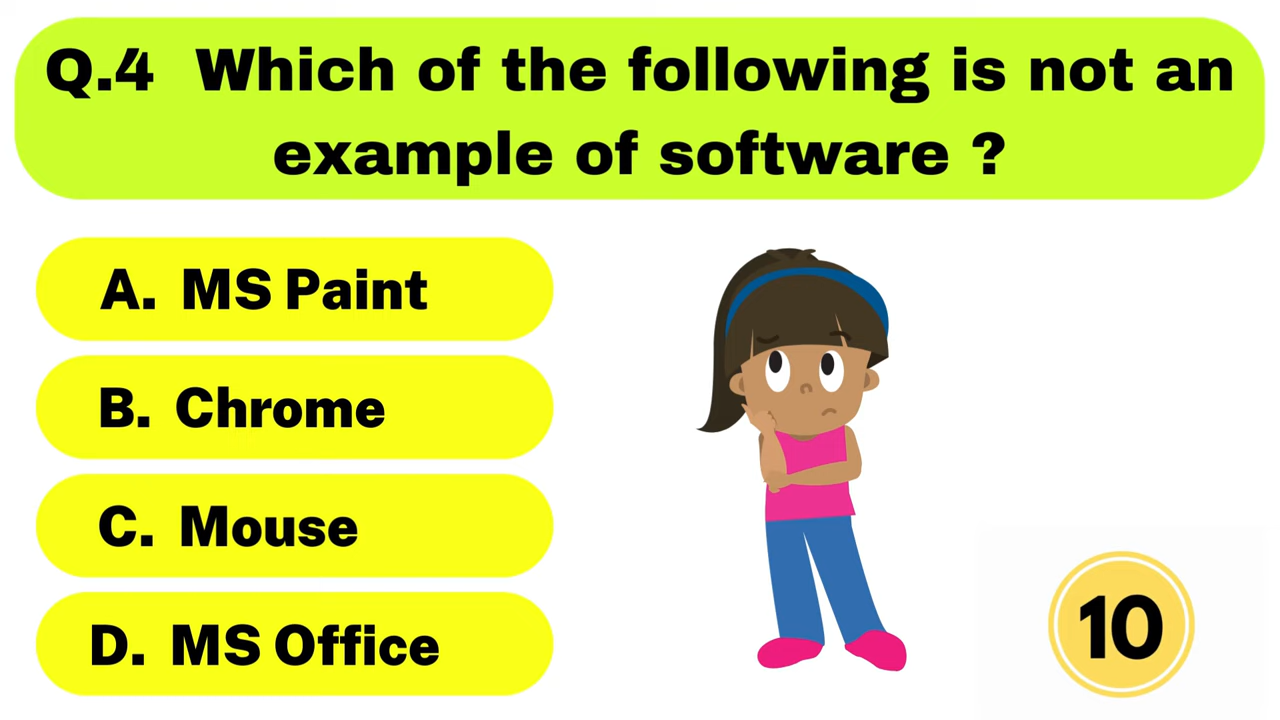 Q.4 Which of the following is not an
example of software ?
A. MS Paint
B. Chrome
C. Mouse
D. MS Office
10